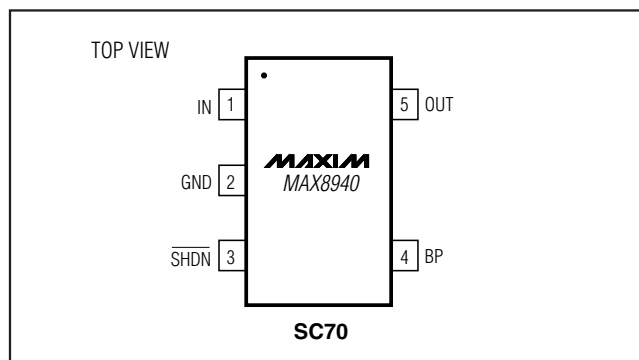 TOP VIEW
IN 1
5 OUT
MAXIM
MAX8940
GND 2
SHDN 3
4 BP
SC70